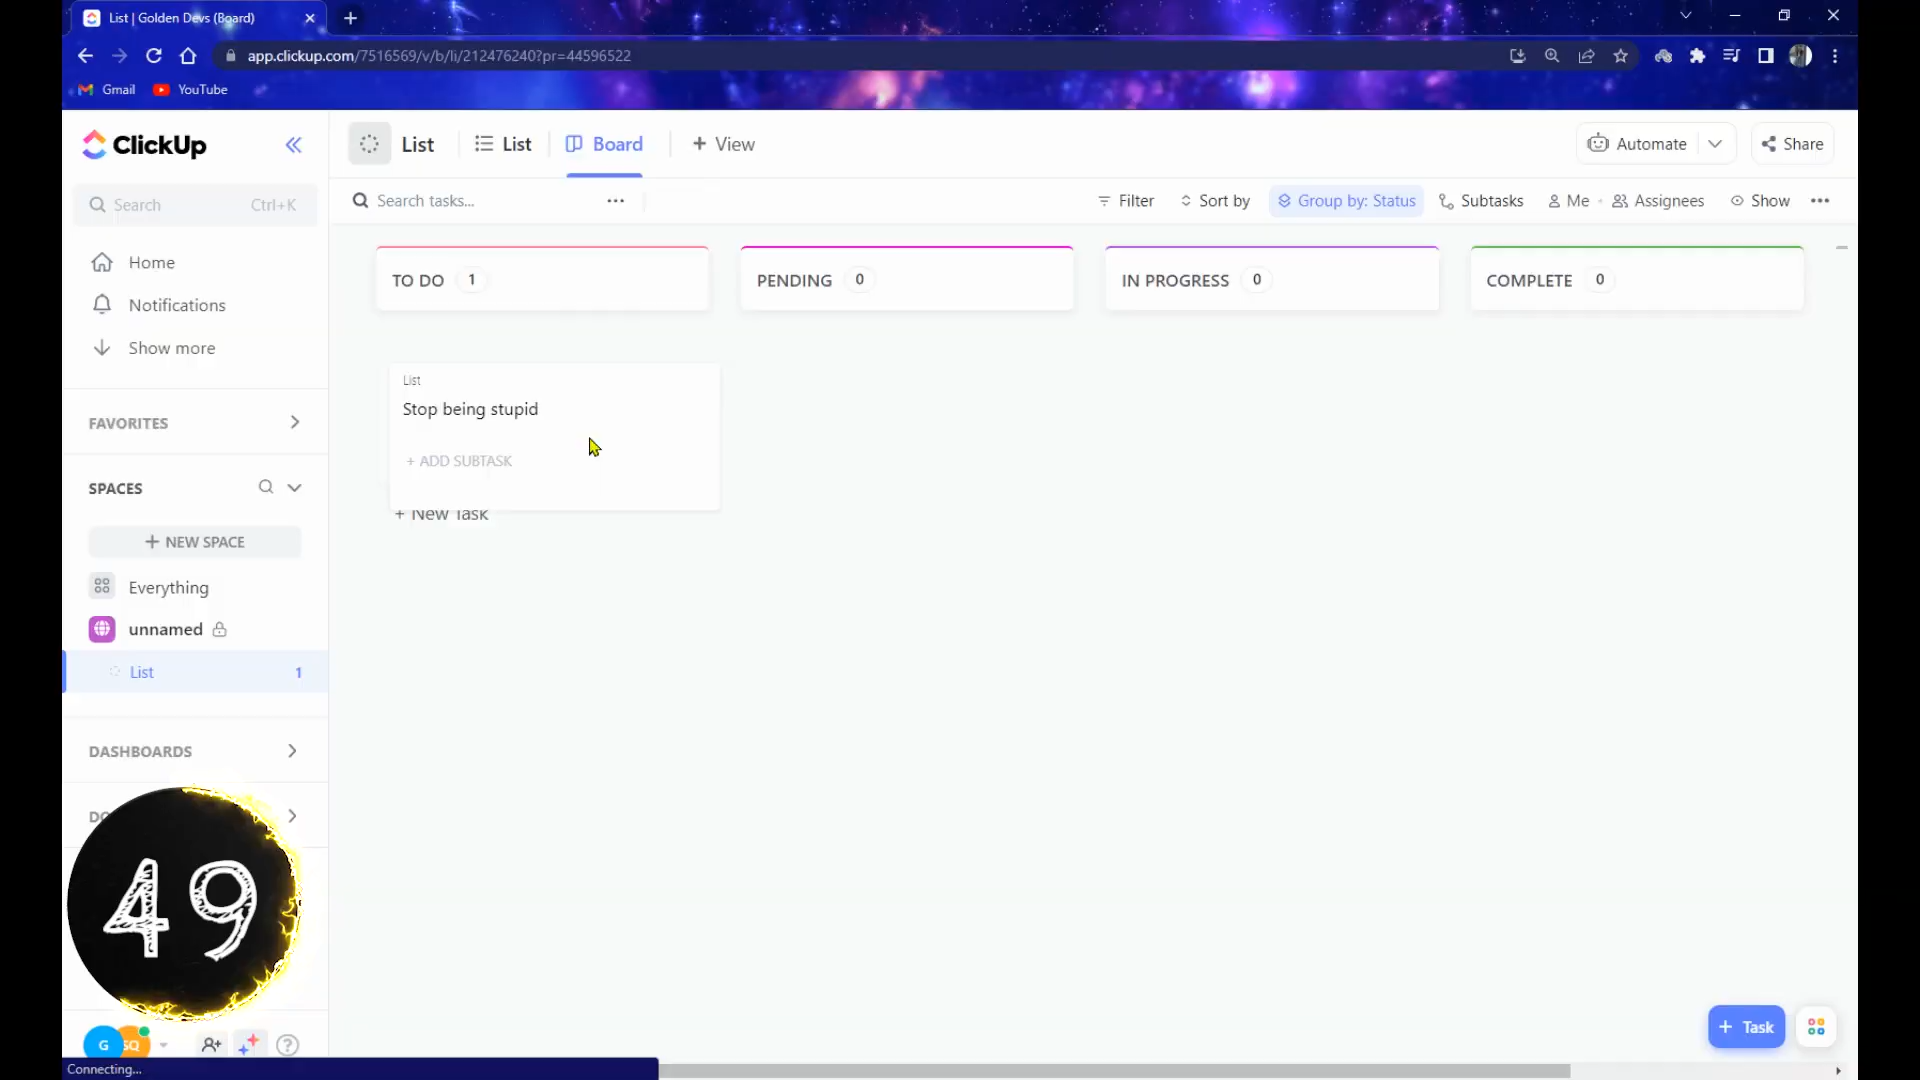 List | Golden Devs (Board)
app.clickup.com/7516569/v/b/li/212476240?pr=44596522
Gmail YouTube
ClickUp
List List Board + View
Automate Share
Search Ctrl+K
Search tasks...
Filter Sort by Group by: Status Subtasks Me Assignees Show
Home
Notifications
Show more
TO DO 1 PENDING 0 IN PROGRESS 0 COMPLETE 0
List
Stop being stupid
+ ADD SUBTASK
+ New Task
FAVORITES
SPACES
+ NEW SPACE
Everything
unnamed
List 1
DASHBOARDS
DO
49
G SQ
+ Task
Connecting...